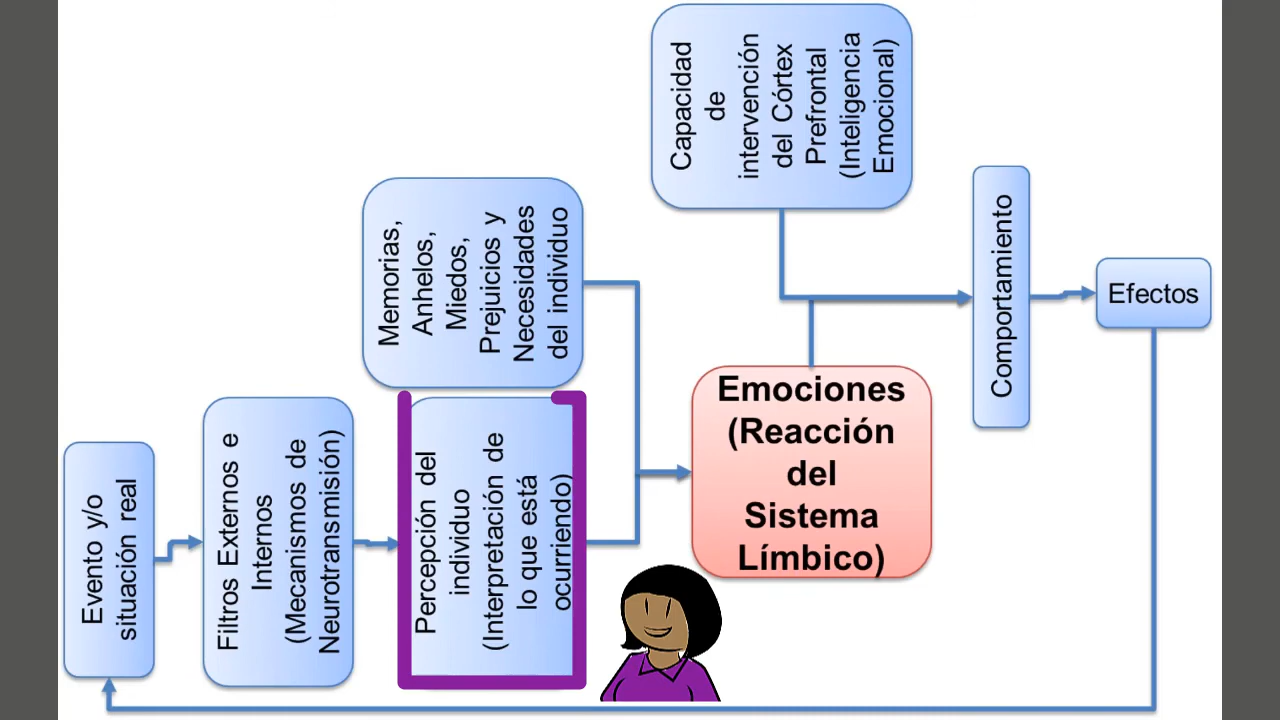 Evento y/o
situación real
Filtros Externos e
Internos
(Mecanismos de
Neurotransmisión)
Percepción del
individuo
(Interpretación de
lo que está
ocurriendo)
Memorias,
Anhelos,
Miedos,
Prejuicios y
Necesidades
del individuo
Emociones
(Reacción
del
Sistema
Límbico)
Capacidad
de
intervención
del Córtex
Prefrontal
(Inteligencia
Emocional)
Comportamiento
Efectos